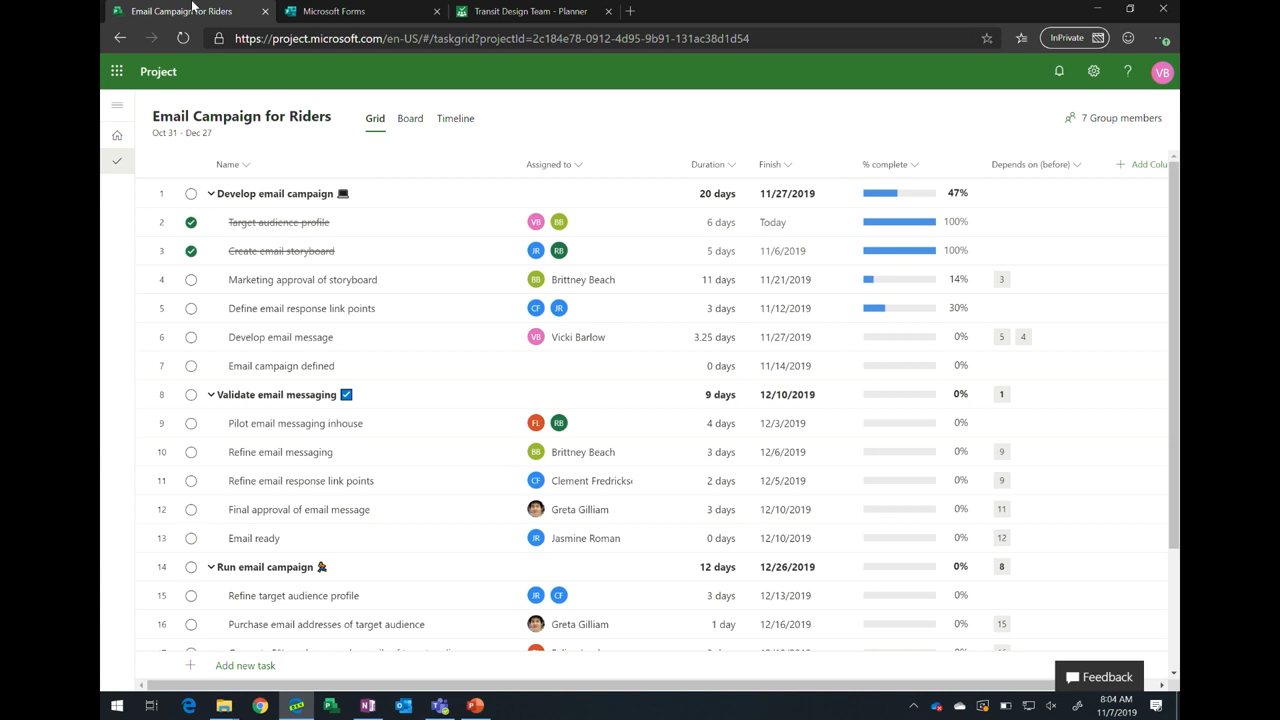 Email Campaign for Riders
Microsoft Forms
Transit Design Team - Planner
https://project.microsoft.com/en-US/#/taskgrid?projectId=2c184e78-0912-4d95-9b91-131ac38d1d54
InPrivate
Project
VB
Email Campaign for Riders
Oct 31 - Dec 27
Grid Board Timeline
7 Group members
Name Assigned to Duration Finish % complete Depends on (before) Add Colu
1 Develop email campaign 20 days 11/27/2019 47%
2 Target audience profile VB BB 6 days Today 100%
3 Create email storyboard JR RB 5 days 11/6/2019 100%
4 Marketing approval of storyboard BB Brittney Beach 11 days 11/21/2019 14% 3
5 Define email response link points CF JR 3 days 11/12/2019 30%
6 Develop email message VB Vicki Barlow 3.25 days 11/27/2019 0% 5 4
7 Email campaign defined 0 days 11/14/2019 0%
8 Validate email messaging 9 days 12/10/2019 0% 1
9 Pilot email messaging inhouse FL RB 4 days 12/3/2019 0%
10 Refine email messaging BB Brittney Beach 3 days 12/6/2019 0% 9
11 Refine email response link points CF Clement Fredricks 2 days 12/5/2019 0% 9
12 Final approval of email message Greta Gilliam 3 days 12/10/2019 0% 11
13 Email ready JR Jasmine Roman 0 days 12/10/2019 0% 12
14 Run email campaign 12 days 12/26/2019 0% 8
15 Refine target audience profile JR CF 3 days 12/13/2019 0%
16 Purchase email addresses of target audience Greta Gilliam 1 day 12/16/2019 0% 15
Add new task
Feedback
8:04 AM
11/7/2019